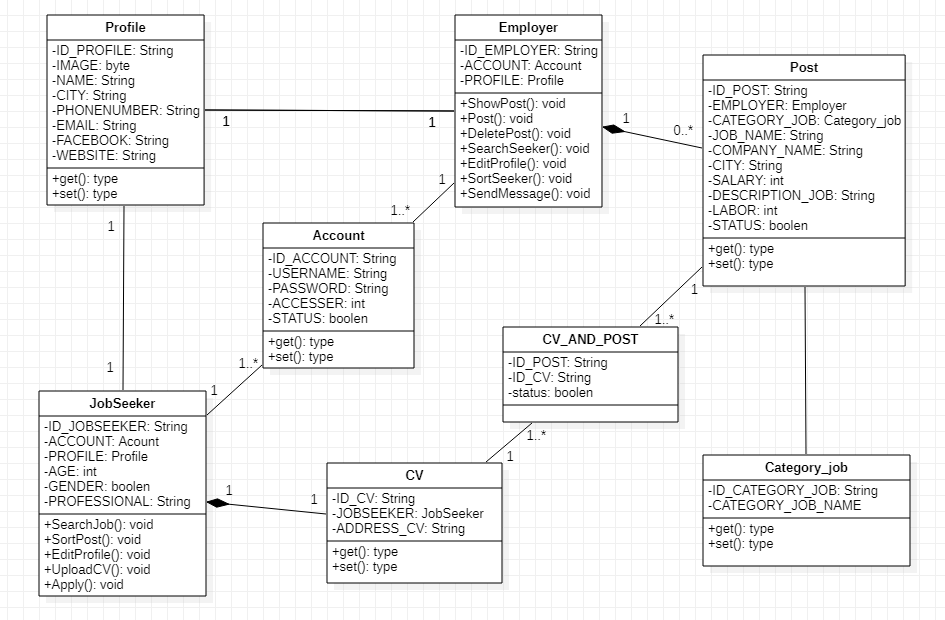 Profile
-ID_PROFILE: String
-IMAGE: byte
-NAME: String
-CITY: String
-PHONENUMBER: String
-EMAIL: String
-FACEBOOK: String
-WEBSITE: String
+get(): type
+set(): type
Employer
-ID_EMPLOYER: String
-ACCOUNT: Account
-PROFILE: Profile
+ShowPost(): void
+Post(): void
+DeletePost(): void
+SearchSeeker(): void
+EditProfile(): void
+SortSeeker(): void
+SendMessage(): void
Post
-ID_POST: String
-EMPLOYER: Employer
-CATEGORY_JOB: Category_job
-JOB_NAME: String
-COMPANY_NAME: String
-CITY: String
-SALARY: int
-DESCRIPTION_JOB: String
-LABOR: int
-STATUS: boolen
+get(): type
+set(): type
1
1
1
0..*
1
1..*
1
1
Account
-ID_ACCOUNT: String
-USERNAME: String
-PASSWORD: String
-ACCESSER: int
-STATUS: boolen
+get(): type
+set(): type
1..*
1
1
1..*
CV_AND_POST
-ID_POST: String
-ID_CV: String
-status: boolen
1..*
1
JobSeeker
-ID_JOBSEEKER: String
-ACCOUNT: Acount
-PROFILE: Profile
-AGE: int
-GENDER: boolen
-PROFESSIONAL: String
+SearchJob(): void
+SortPost(): void
+EditProfile(): void
+UploadCV(): void
+Apply(): void
1
1
CV
-ID_CV: String
-JOBSEEKER: JobSeeker
-ADDRESS_CV: String
+get(): type
+set(): type
Category_job
-ID_CATEGORY_JOB: String
-CATEGORY_JOB_NAME
+get(): type
+set(): type